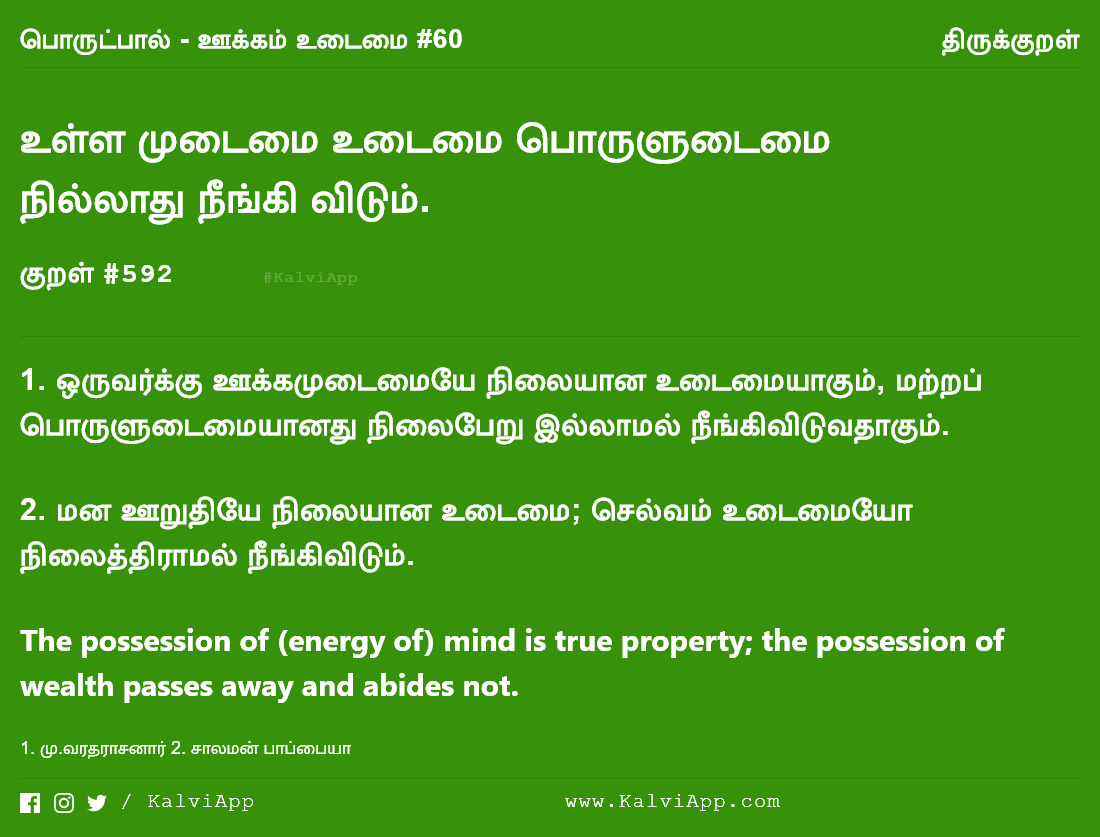 பொருட்பால் - ஊக்கம் உடைமை #60
திருக்குறள்
உள்ள முடைமை உடைமை பொருளுடைமை
நில்லாது நீங்கி விடும்.
குறள் #592
#KalviApp
1. ஒருவர்க்கு ஊக்கமுடைமையே நிலையான உடைமையாகும், மற்றப்
பொருளுடைமையானது நிலைபேறு இல்லாமல் நீங்கிவிடுவதாகும்.
2. மன ஊறுதியே நிலையான உடைமை; செல்வம் உடைமையோ
நிலைத்திராமல் நீங்கிவிடும்.
The possession of (energy of) mind is true property; the possession of
wealth passes away and abides not.
1. மு.வரதராசனார் 2. சாலமன் பாப்பையா
/ KalviApp
www.KalviApp.com